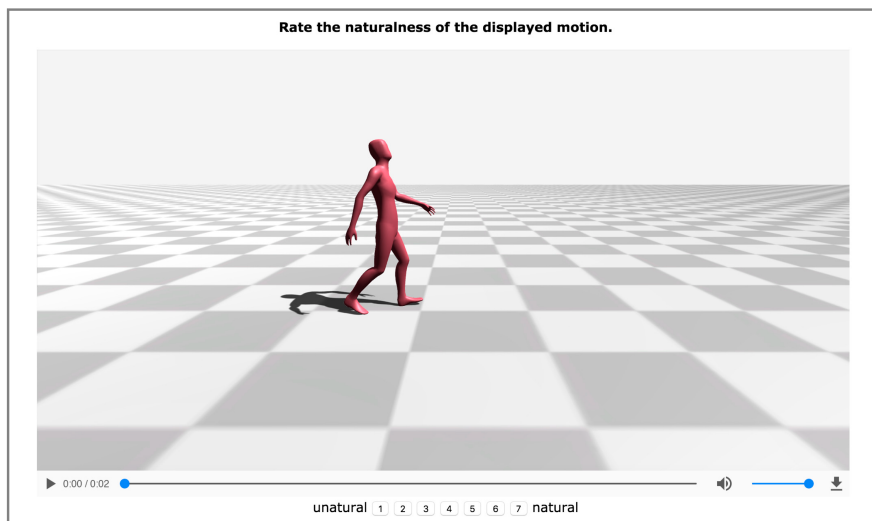 Rate the naturalness of the displayed motion.
0:00 / 0:02
unatural 1 2 3 4 5 6 7 natural